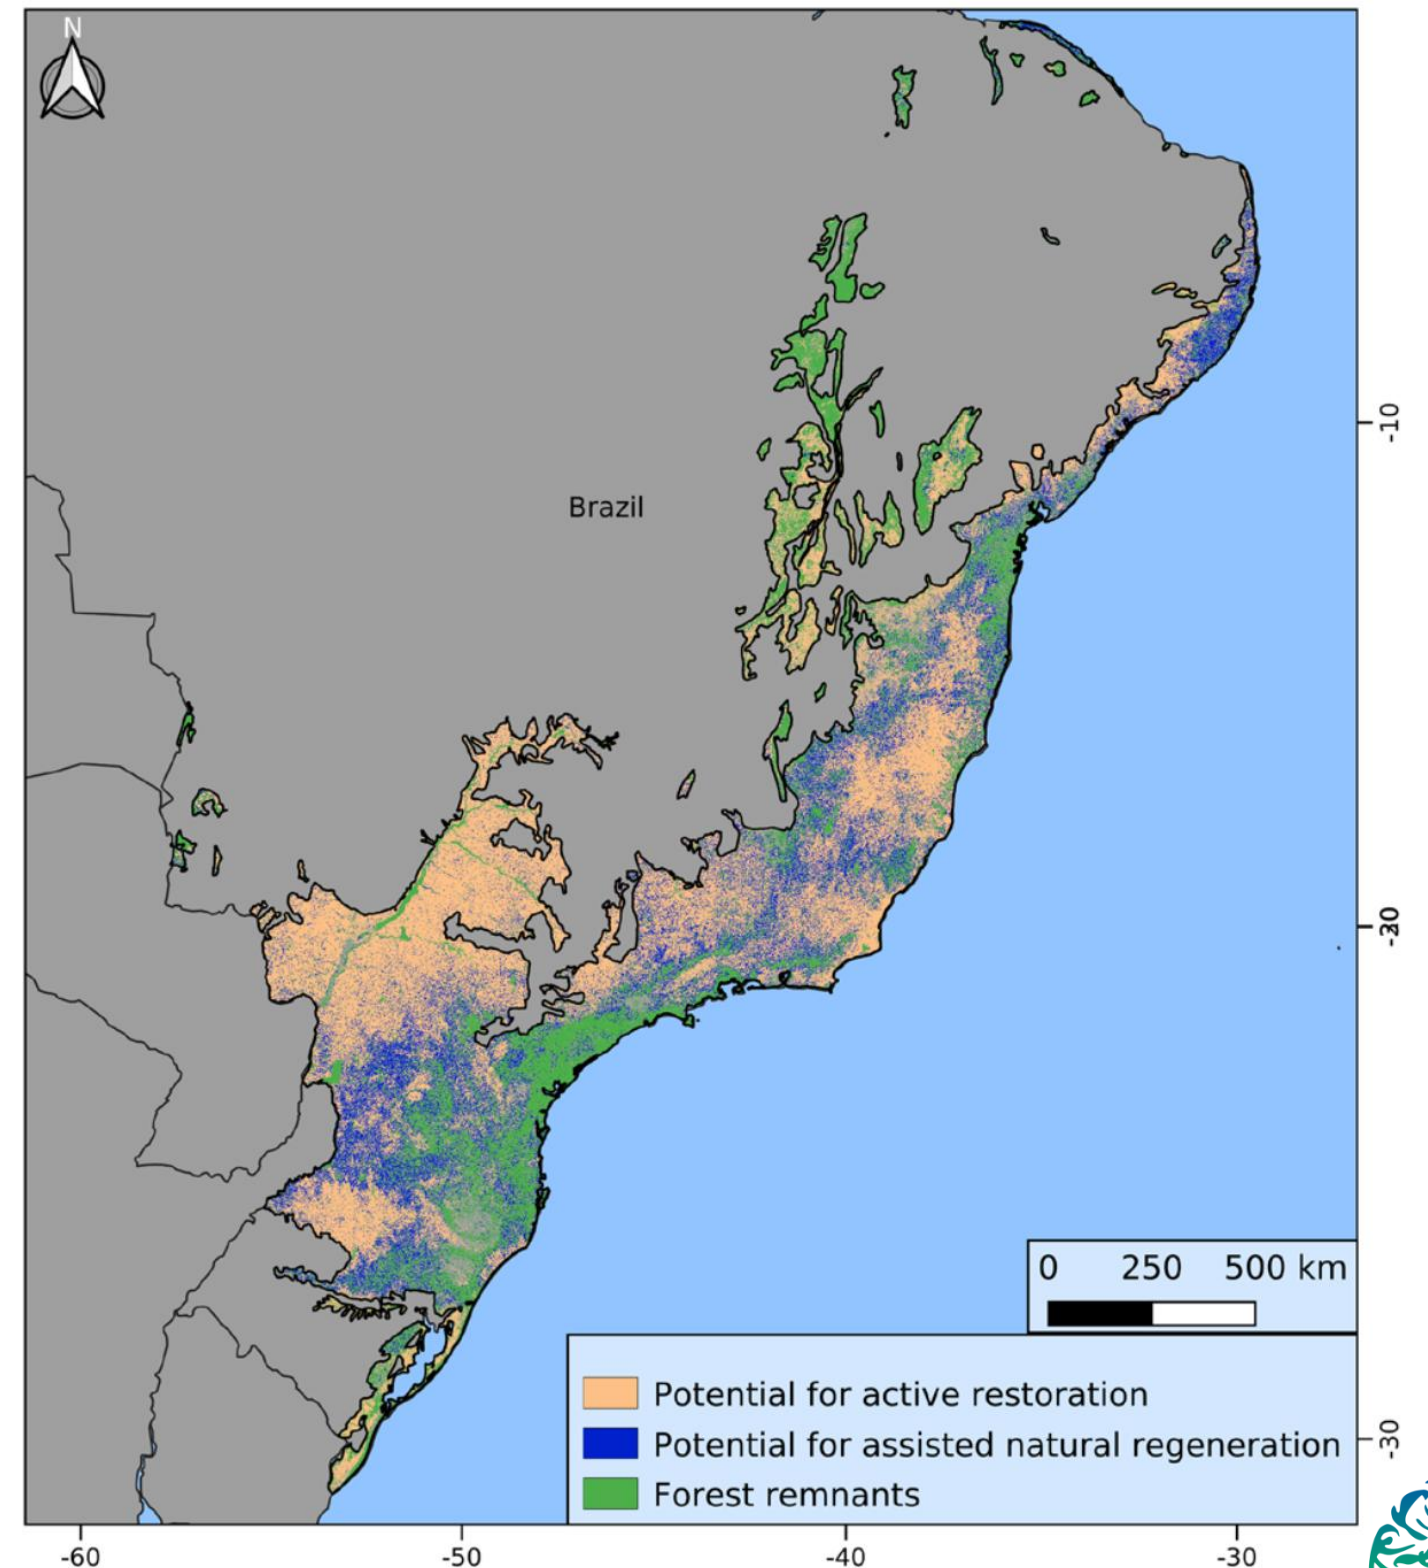 N
Brazil
-10
-20
-30
0 250 500 km
Potential for active restoration
Potential for assisted natural regeneration
Forest remnants
-60 -50 -40 -30